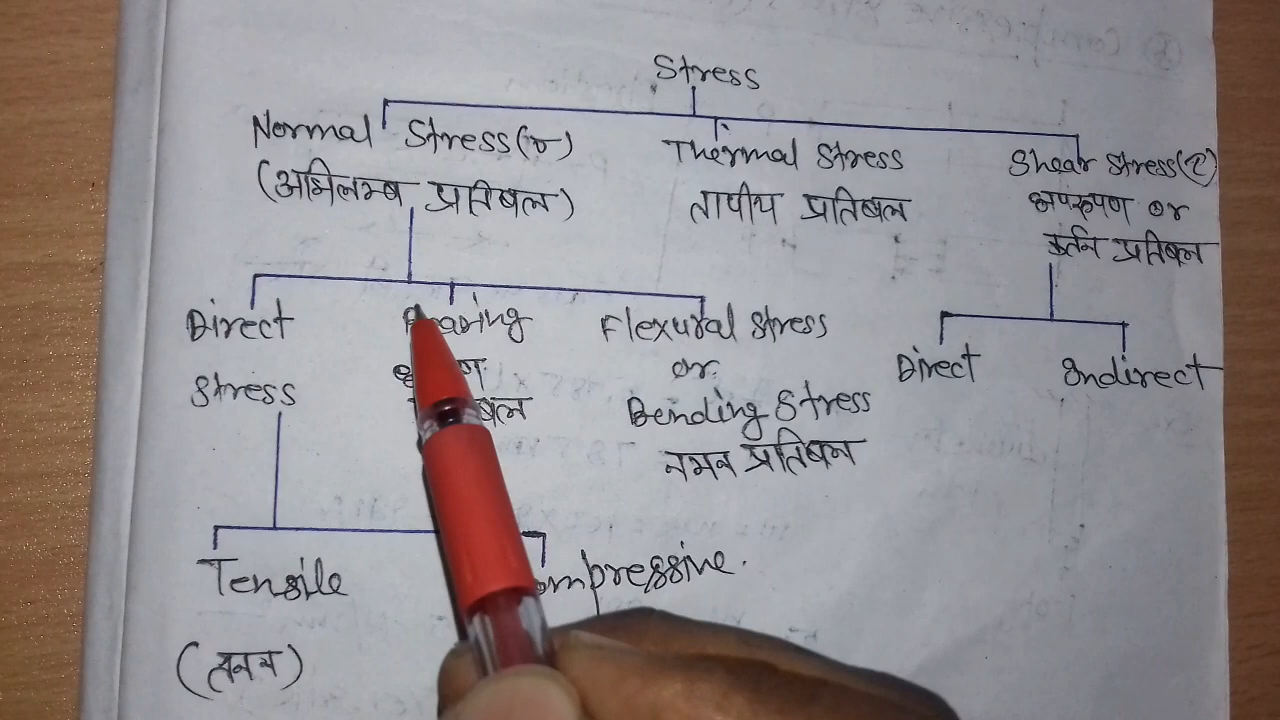 Stress
Normal Stress (σ)
(अभिलम्ब प्रतिबल)
Thermal Stress
तापीय प्रतिबल
Shear Stress (τ)
अपरूपण or
कर्तन प्रतिबल
Direct
Stress
Flexural Stress
or
Bending Stress
नमन प्रतिबल
Direct
Indirect
Tensile
(तनन)